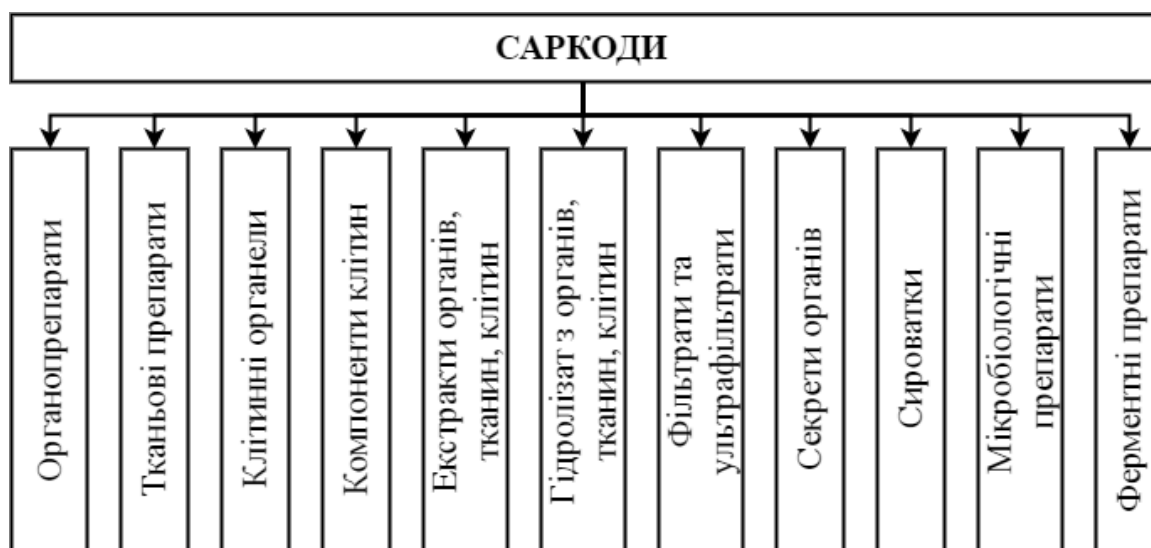 САРКОДИ
Органопрепарати
Тканьові препарати
Клітинні органели
Компоненти клітин
Екстракти органів,
тканин, клітин
Гідролізат з органів,
тканин, клітин
Фільтрати та
ультрафільтрати
Секрети органів
Сироватки
Мікробіологічні
препарати
Ферментні препарати